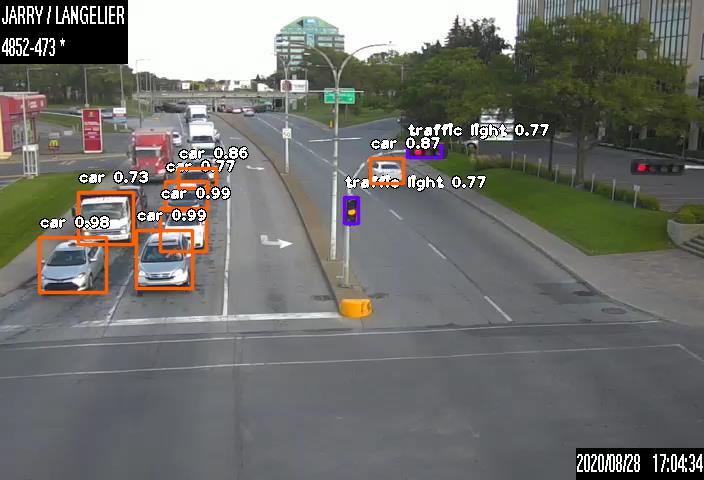 JARRY / LANGELIER
4852-473 *
traffic light 0.77
car 0.87
car 0.86
0.77
traffic light 0.77
car 0.73
car 0.99
car 0.99
car 0.98
2020/08/28 17:04:34